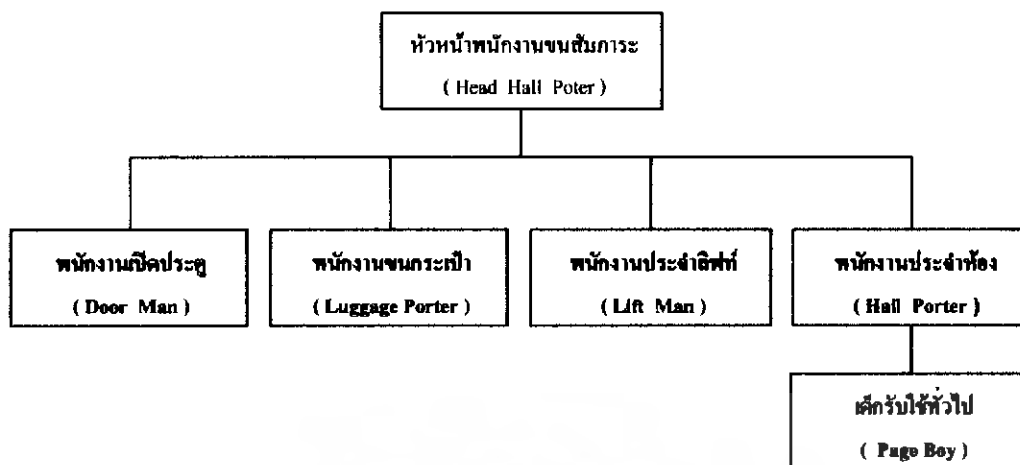 หัวหน้าพนักงานขนสัมภาระ
( Head Hall Poter )
พนักงานเปิดประตู
( Door Man )
พนักงานขนกระเป๋า
( Luggage Porter )
พนักงานประจำลิฟท์
( Lift Man )
พนักงานประจำห้อง
( Hall Porter )
เด็กรับใช้ทั่วไป
( Page Boy )